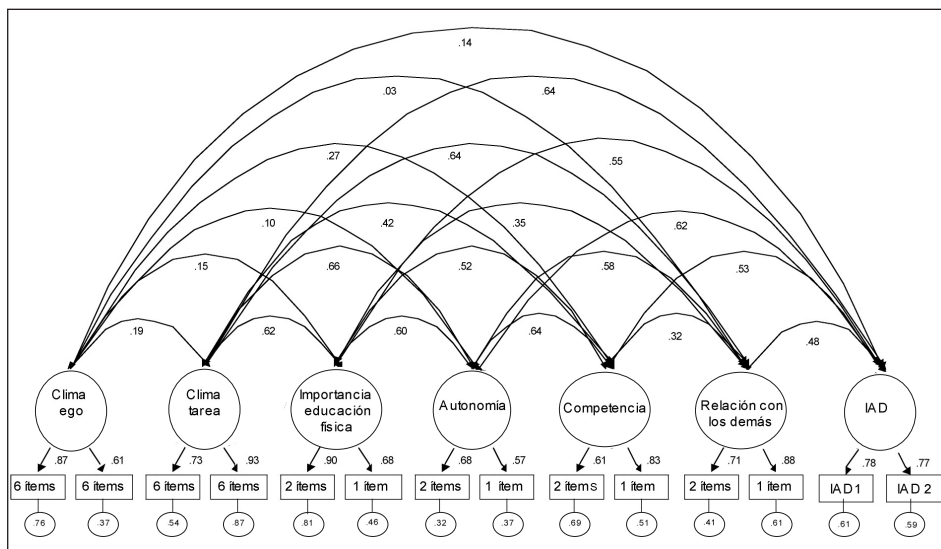 .14
.03 .64
.27 .64 .55
.10 .42 .35 .62
.15 .66 .52 .58 .53
.19 .62 .60 .64 .32 .48
Clima
ego
Clima
tarea
Importancia
educación
física
Autonomía
Competencia
Relación con
los demás
IAD
.87 .61 .73 .93 .90 .68 .68 .57 .61 .83 .71 .88 .78 .77
6 items 6 items 6 items 6 items 2 items 1 item 2 items 1 item 2 items 1 item 2 items 1 item IAD 1 IAD 2
.76 .37 .54 .87 .81 .46 .32 .37 .69 .51 .41 .61 .61 .59